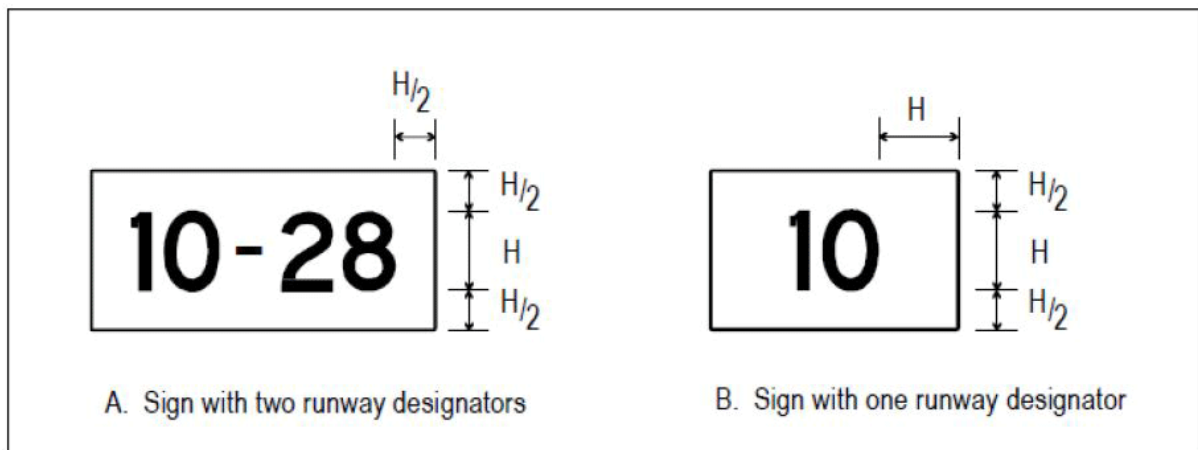 H/2
H
H/2
H/2
10-28
H
H/2
10
H/2
H
H/2
A. Sign with two runway designators
B. Sign with one runway designator